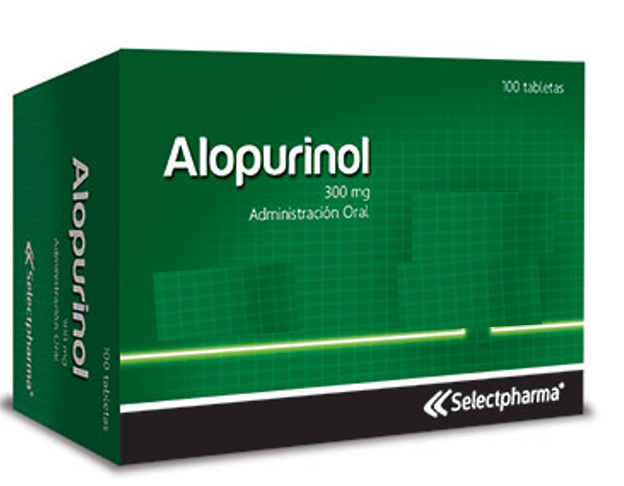 100 tabletas
Alopurinol
300 mg
Administración Oral
Selectpharma®
Alopurinol
300 mg
Administración Oral
Selectpharma®
100 tabletas